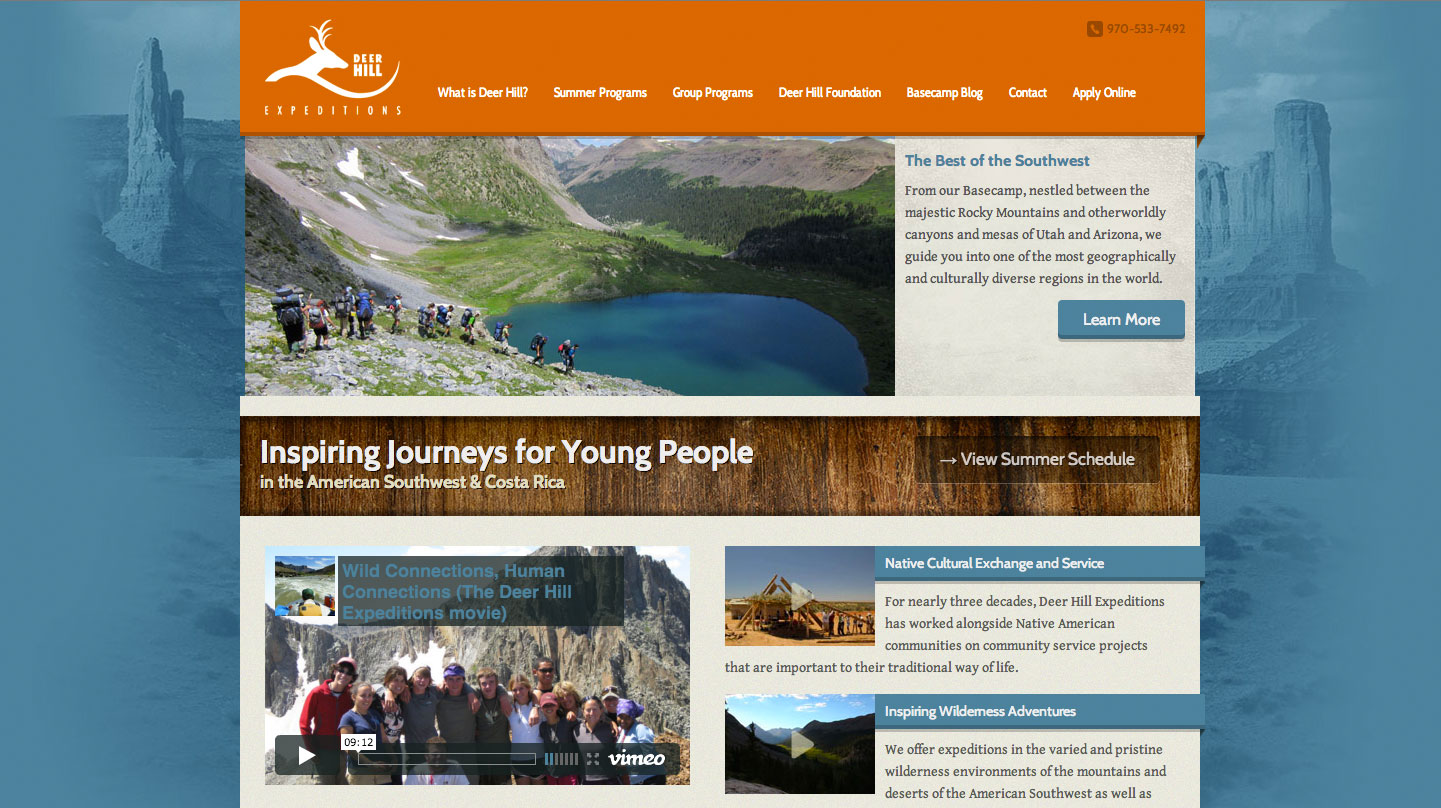 DEER
HILL
EXPEDITIONS
970-533-7492
What is Deer Hill? Summer Programs Group Programs Deer Hill Foundation Basecamp Blog Contact Apply Online
The Best of the Southwest
From our Basecamp, nestled between the
majestic Rocky Mountains and otherworldly
canyons and mesas of Utah and Arizona, we
guide you into one of the most geographically
and culturally diverse regions in the world.
Learn More
Inspiring Journeys for Young People
in the American Southwest & Costa Rica
→ View Summer Schedule
Wild Connections, Human
Connections (The Deer Hill
Expeditions movie)
09:12
vimeo
Native Cultural Exchange and Service
For nearly three decades, Deer Hill Expeditions
has worked alongside Native American
communities on community service projects
that are important to their traditional way of life.
Inspiring Wilderness Adventures
We offer expeditions in the varied and pristine
wilderness environments of the mountains and
deserts of the American Southwest as well as